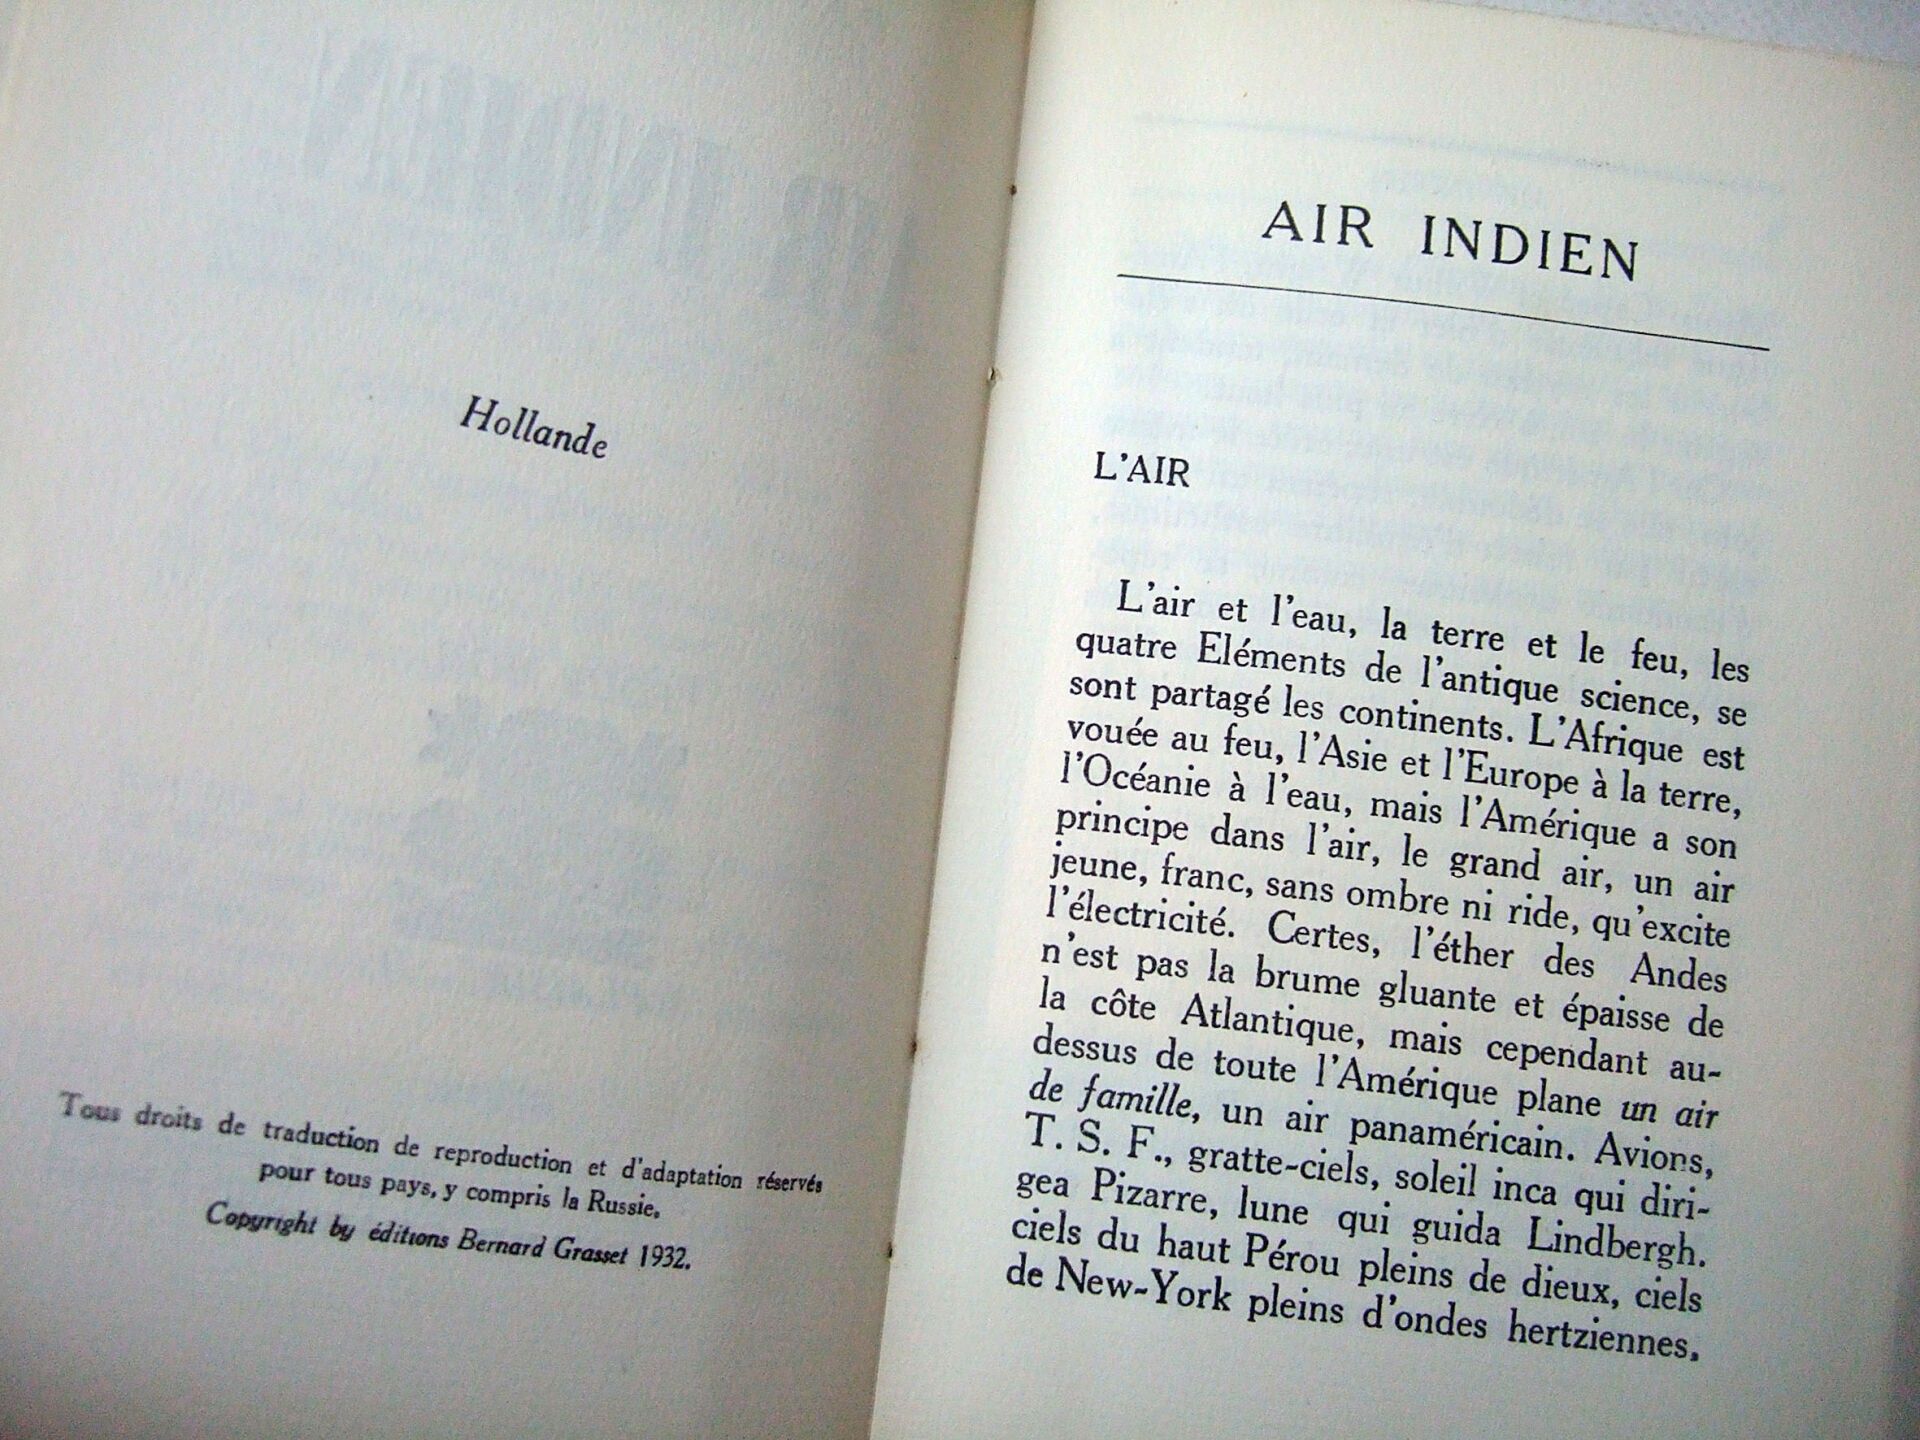 Hollande
Tous droits de traduction de reproduction et d'adaptation réservés
pour tous pays, y compris la Russie.
Copyright by éditions Bernard Grasset 1932.
AIR INDIEN
L'AIR
L'air et l'eau, la terre et le feu, les
quatre Eléments de l'antique science, se
sont partagé les continents. L'Afrique est
vouée au feu, l'Asie et l'Europe à la terre,
l'Océanie à l'eau, mais l'Amérique a son
principe dans l'air, le grand air, un air
jeune, franc, sans ombre ni ride, qu'excite
l'électricité. Certes, l'éther des Andes
n'est pas la brume gluante et épaisse de
la côte Atlantique, mais cependant au-
dessus de toute l'Amérique plane un air
de famille, un air panaméricain. Avions,
T. S. F., gratte-ciels, soleil inca qui diri-
gea Pizarre, lune qui guida Lindbergh.
ciels du haut Pérou pleins de dieux, ciels
de New-York pleins d'ondes hertziennes.